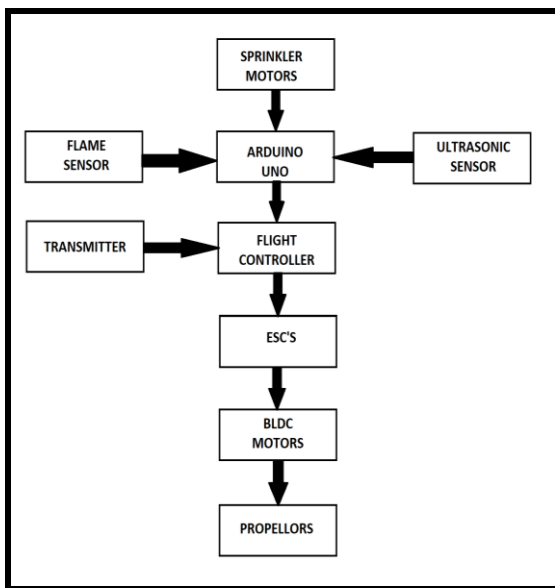 SPRINKLER
MOTORS
FLAME
SENSOR
ARDUINO
UNO
ULTRASONIC
SENSOR
TRANSMITTER
FLIGHT
CONTROLLER
ESC'S
BLDC
MOTORS
PROPELLORS